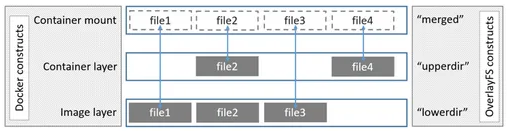 Docker constructs
Container mount
file1 file2 file3 file4
"merged"
Container layer
file2 file4
"upperdir"
Image layer
file1 file2 file3
"lowerdir"
OverlayFS constructs